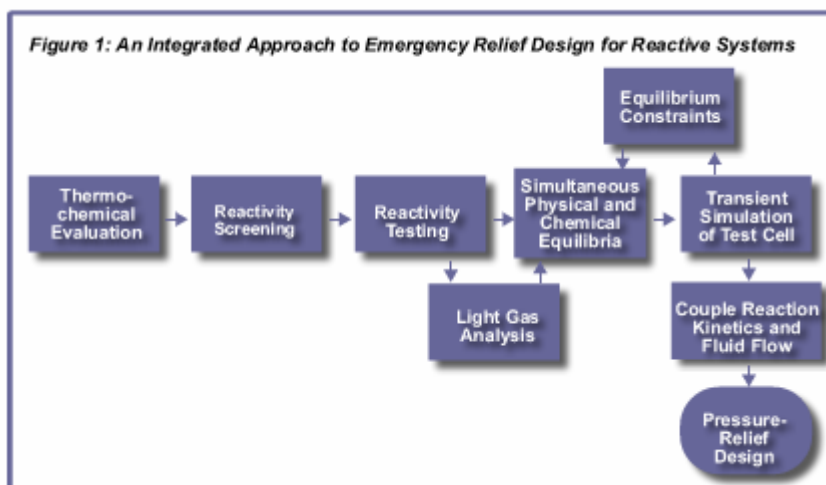 Figure 1: An Integrated Approach to Emergency Relief Design for Reactive Systems
Equilibrium
Constraints
Thermo-
chemical
Evaluation
Reactivity
Screening
Reactivity
Testing
Simultaneous
Physical and
Chemical
Equilibria
Transient
Simulation
of Test Cell
Light Gas
Analysis
Couple Reaction
Kinetics and
Fluid Flow
Pressure-
Relief
Design